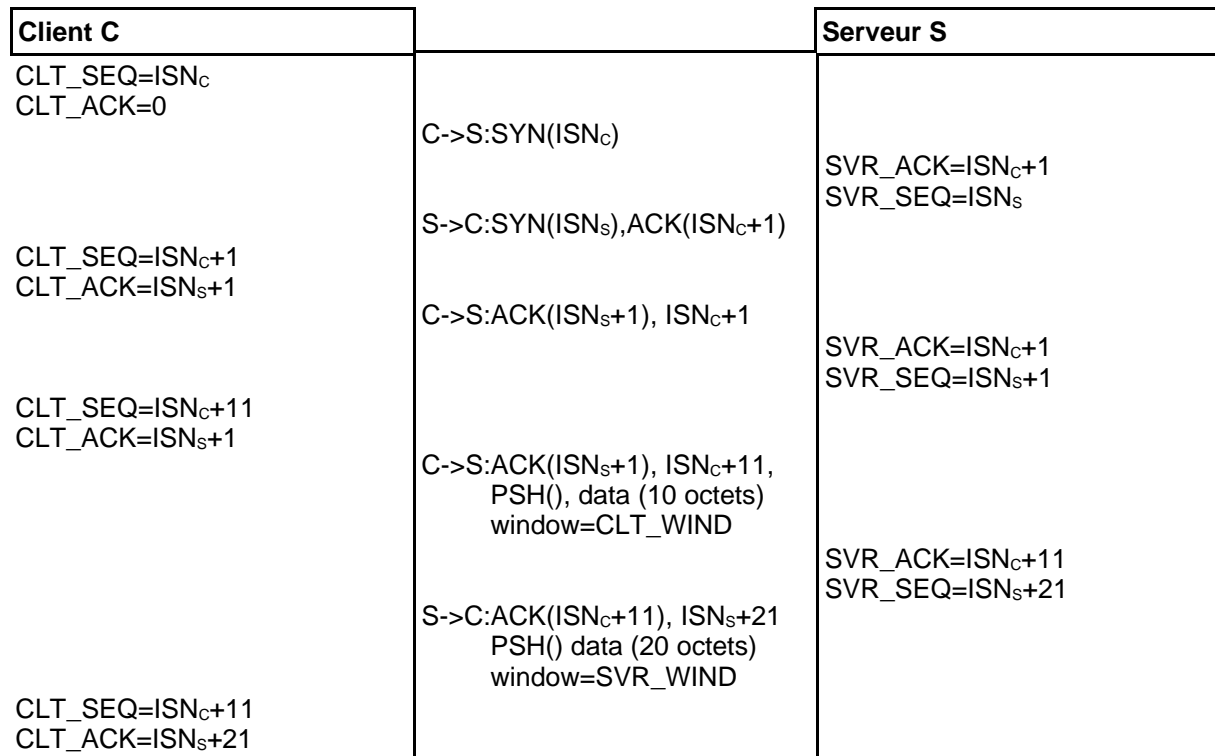 Client C
Serveur S
CLT_SEQ=ISNc
CLT_ACK=0
C->S:SYN(ISNc)
SVR_ACK=ISNc+1
SVR_SEQ=ISNs
S->C:SYN(ISNs),ACK(ISNc+1)
CLT_SEQ=ISNc+1
CLT_ACK=ISNs+1
C->S:ACK(ISNs+1), ISNc+1
SVR_ACK=ISNc+1
SVR_SEQ=ISNs+1
CLT_SEQ=ISNc+11
CLT_ACK=ISNs+1
C->S:ACK(ISNs+1), ISNc+11,
PSH(), data (10 octets)
window=CLT_WIND
SVR_ACK=ISNc+11
SVR_SEQ=ISNs+21
S->C:ACK(ISNc+11), ISNs+21
PSH() data (20 octets)
window=SVR_WIND
CLT_SEQ=ISNc+11
CLT_ACK=ISNs+21